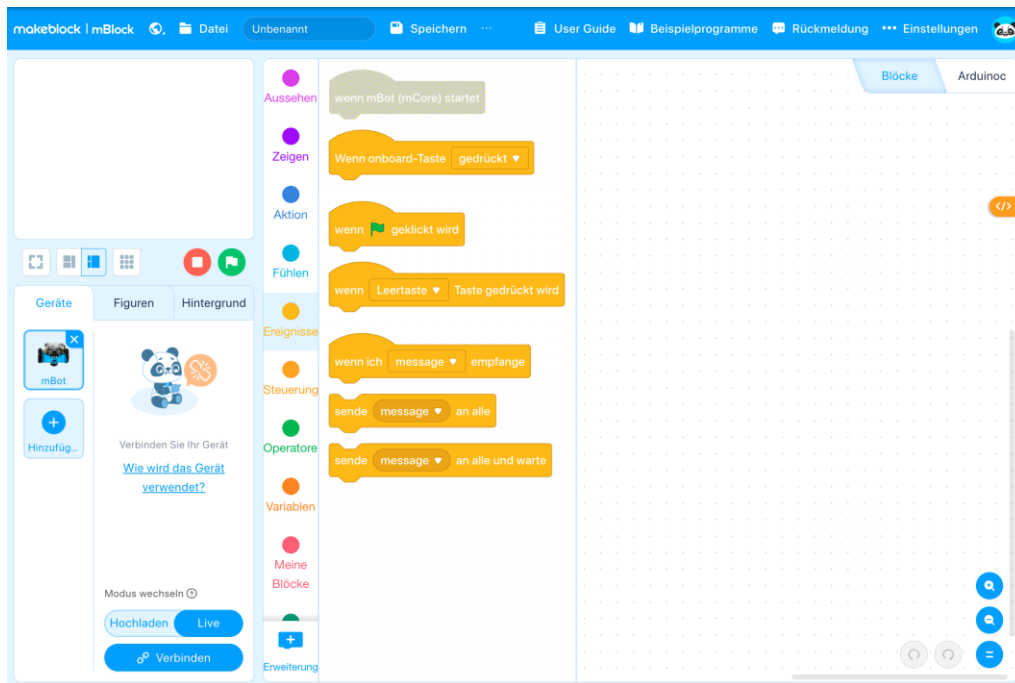 makeblock | mBlock Datei Unbenannt Speichern ··· User Guide Beispielprogramme Rückmeldung ··· Einstellungen
Geräte Figuren Hintergrund
mBot
Hinzufüg...
Verbinden Sie Ihr Gerät
Wie wird das Gerät
verwendet?
Modus wechseln
Hochladen Live
Verbinden
Aussehen
Zeigen
Aktion
Fühlen
Ereignisse
Steuerung
Operatore
Variablen
Meine
Blöcke
Erweiterung
wenn mBot (mCore) startet
Wenn onboard-Taste gedrückt
wenn geklickt wird
wenn Leertaste Taste gedrückt wird
wenn ich message empfange
sende message an alle
sende message an alle und warte
Blöcke Arduinoc